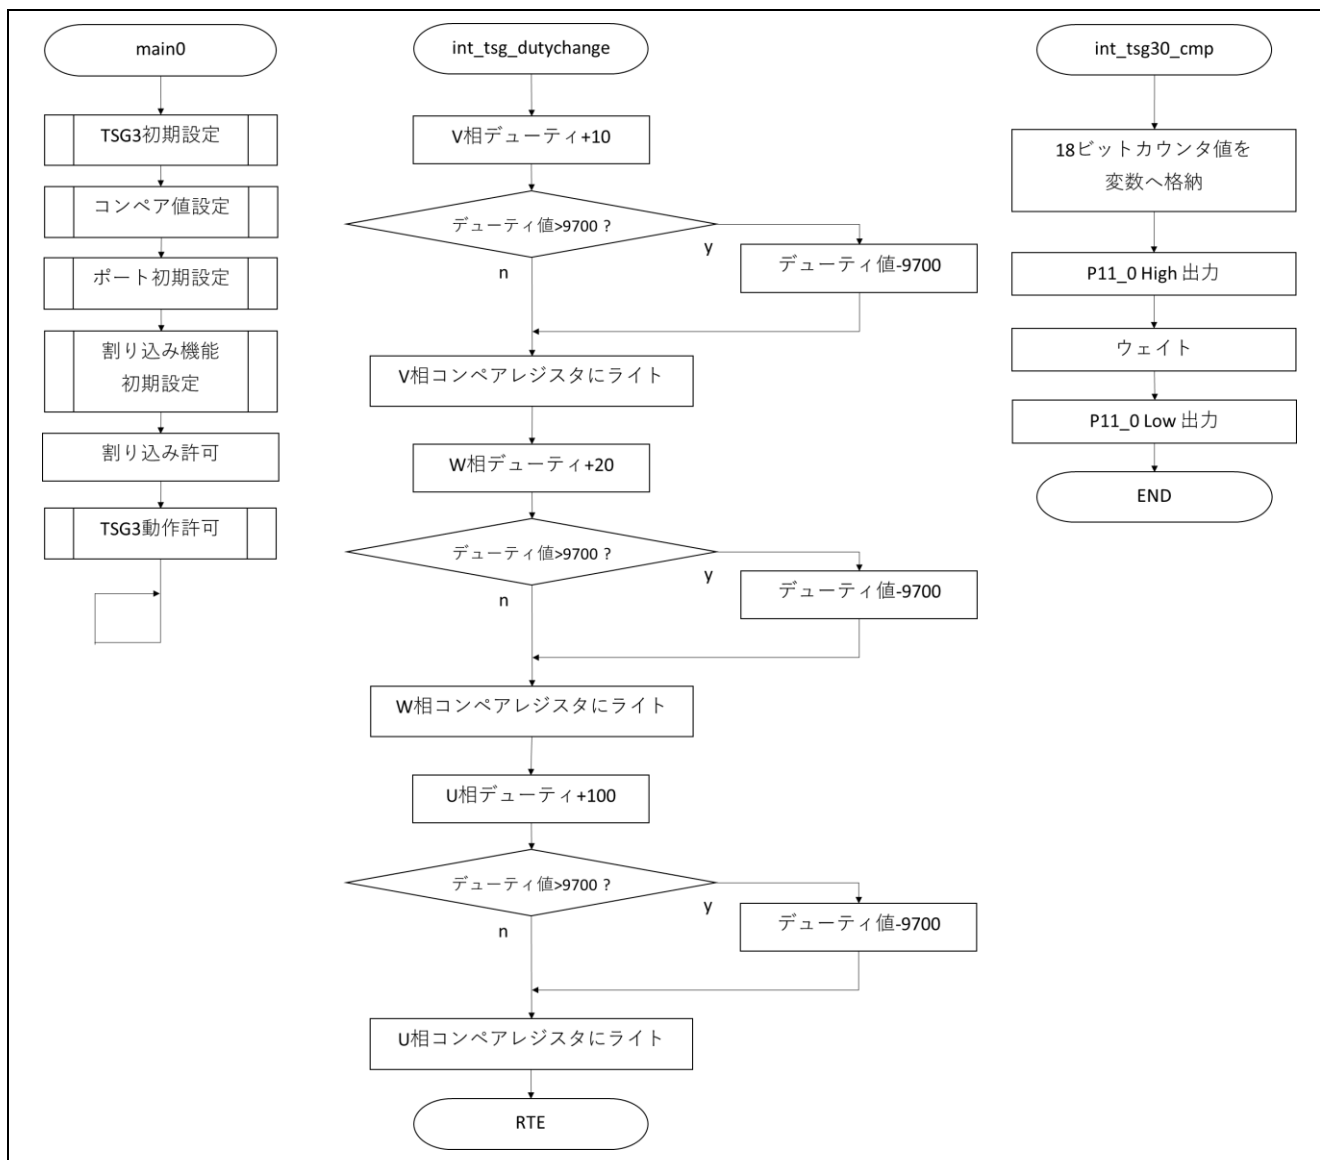 main0
TSG3初期設定
コンペア値設定
ポート初期設定
割り込み機能
初期設定
割り込み許可
TSG3動作許可
int_tsg_dutychange
V相デューティ+10
デューティ値>9700 ?
y
n
デューティ値-9700
V相コンペアレジスタにライト
W相デューティ+20
デューティ値>9700 ?
y
n
デューティ値-9700
W相コンペアレジスタにライト
U相デューティ+100
デューティ値>9700 ?
y
n
デューティ値-9700
U相コンペアレジスタにライト
RTE
int_tsg30_cmp
18ビットカウンタ値を
変数へ格納
P11_0 High 出力
ウェイト
P11_0 Low 出力
END